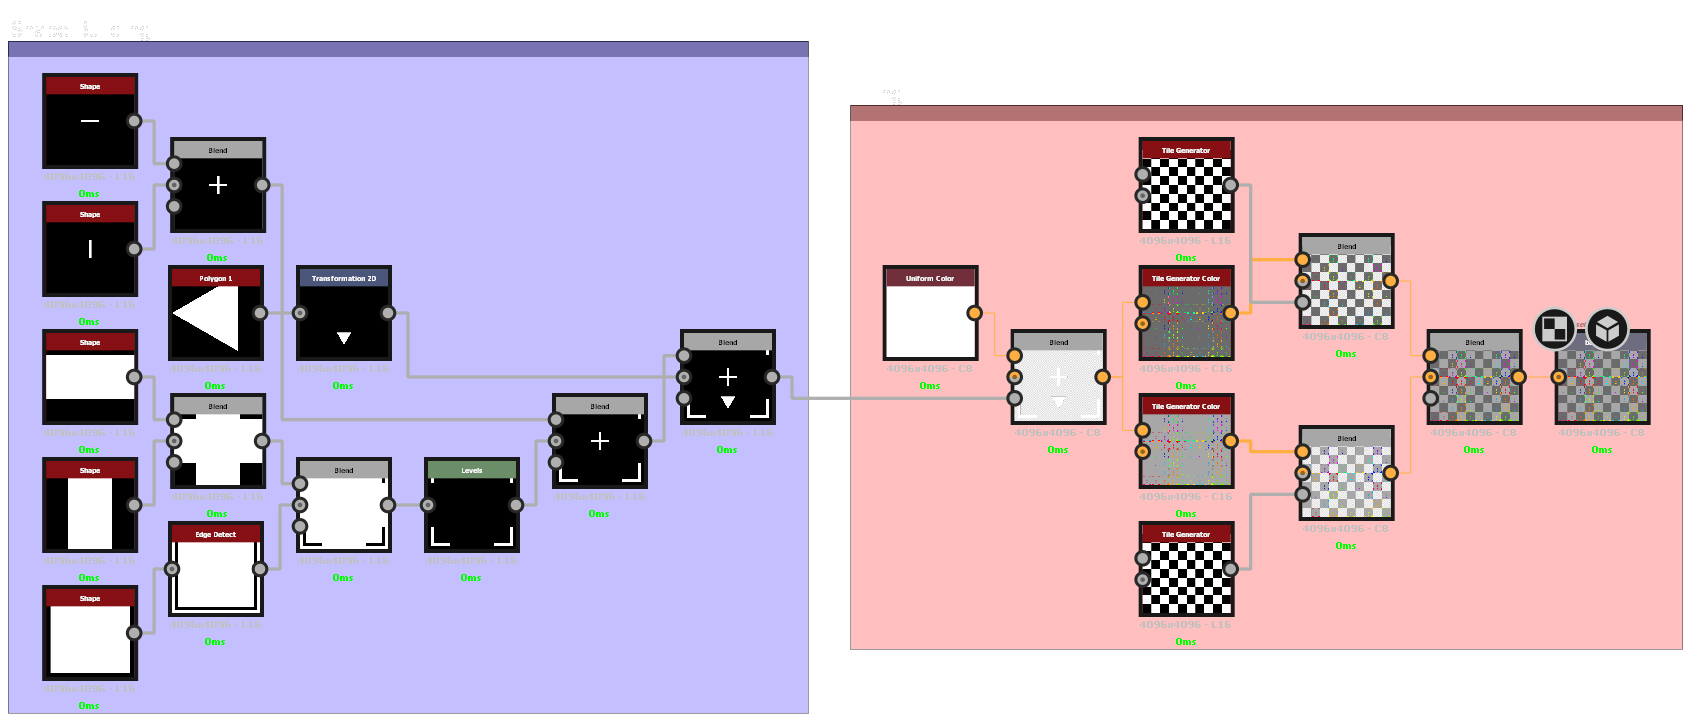 Shape
4096x4096 - L16
0ms
Shape
4096x4096 - L16
0ms
Shape
4096x4096 - L16
0ms
Shape
4096x4096 - L16
0ms
Shape
4096x4096 - L16
0ms
Blend
4096x4096 - L16
0ms
Polygon 1
4096x4096 - L16
0ms
Blend
4096x4096 - L16
0ms
Edge Detect
4096x4096 - L16
0ms
Transformation 2D
4096x4096 - L16
0ms
Blend
4096x4096 - L16
0ms
Levels
4096x4096 - L16
0ms
Blend
4096x4096 - L16
0ms
Blend
4096x4096 - L16
0ms
Uniform Color
4096x4096 - C8
0ms
Blend
4096x4096 - C8
0ms
Tile Generator
4096x4096 - L16
0ms
Tile Generator Color
4096x4096 - C16
0ms
Tile Generator Color
4096x4096 - C16
0ms
Tile Generator
4096x4096 - L16
0ms
Blend
4096x4096 - C8
0ms
Blend
4096x4096 - C8
0ms
Blend
4096x4096 - C8
0ms
4096x4096 - C8
0ms